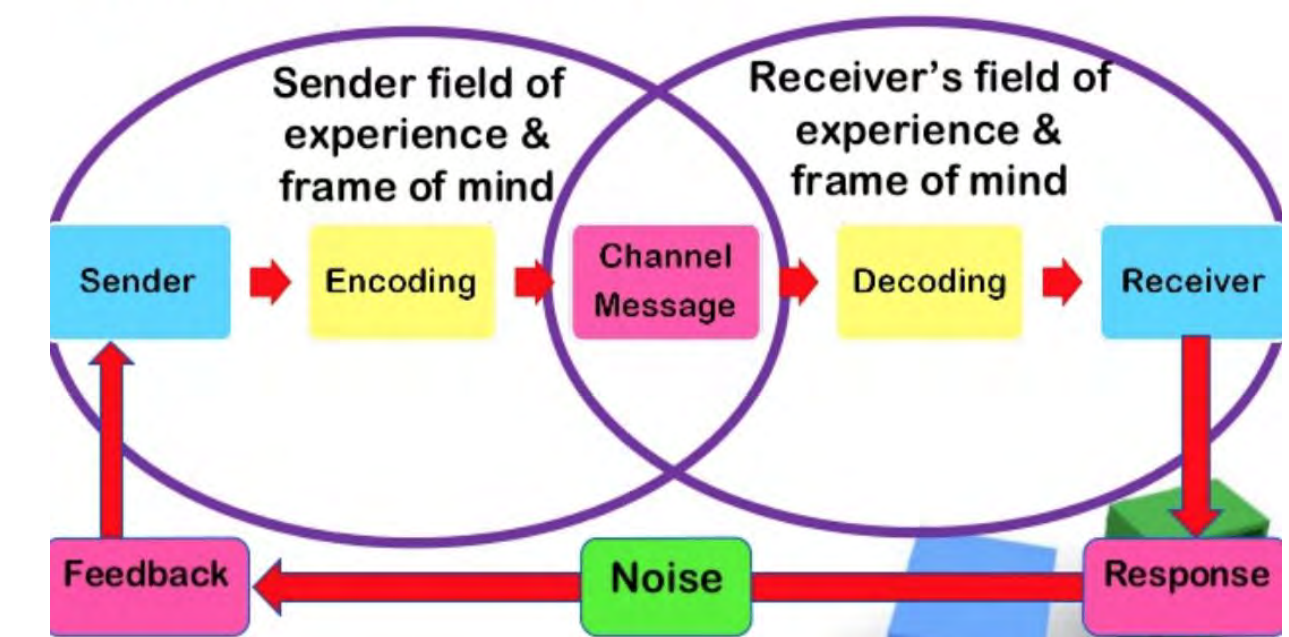 Sender field of
experience &
frame of mind
Receiver's field of
experience &
frame of mind
Sender
Encoding
Channel
Message
Decoding
Receiver
Feedback
Noise
Response